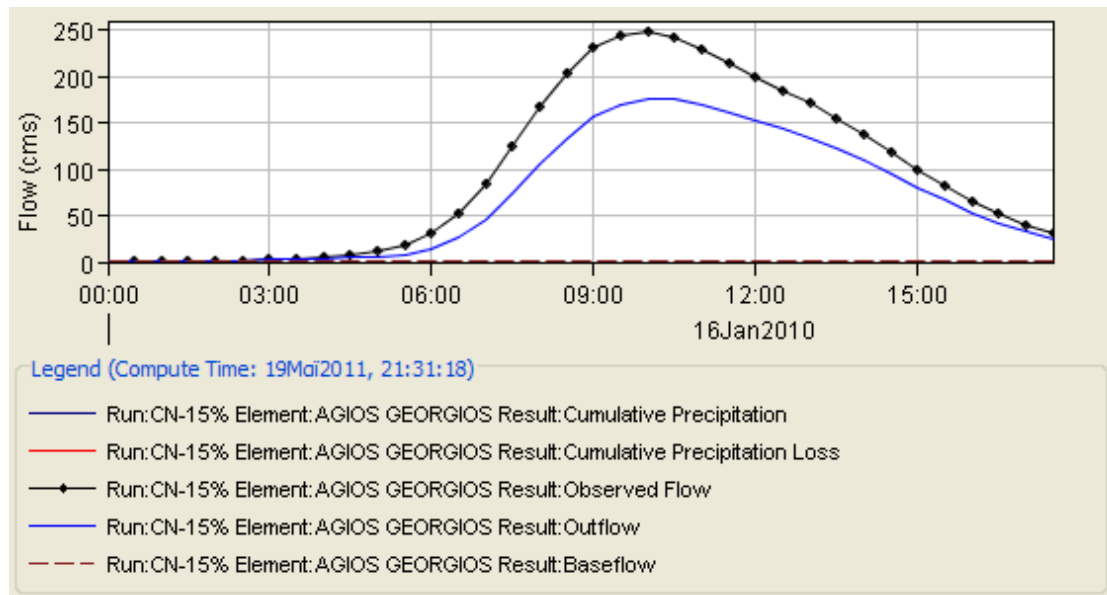 250
200
150
100
50
0
Flow (cms)
00:00 03:00 06:00 09:00 12:00 15:00
16Jan2010
Legend (Compute Time: 19Μαϊ2011, 21:31:18)
Run:CN-15% Element:AGIOS GEORGIOS Result:Cumulative Precipitation
Run:CN-15% Element:AGIOS GEORGIOS Result:Cumulative Precipitation Loss
Run:CN-15% Element:AGIOS GEORGIOS Result:Observed Flow
Run:CN-15% Element:AGIOS GEORGIOS Result:Outflow
Run:CN-15% Element:AGIOS GEORGIOS Result:Baseflow